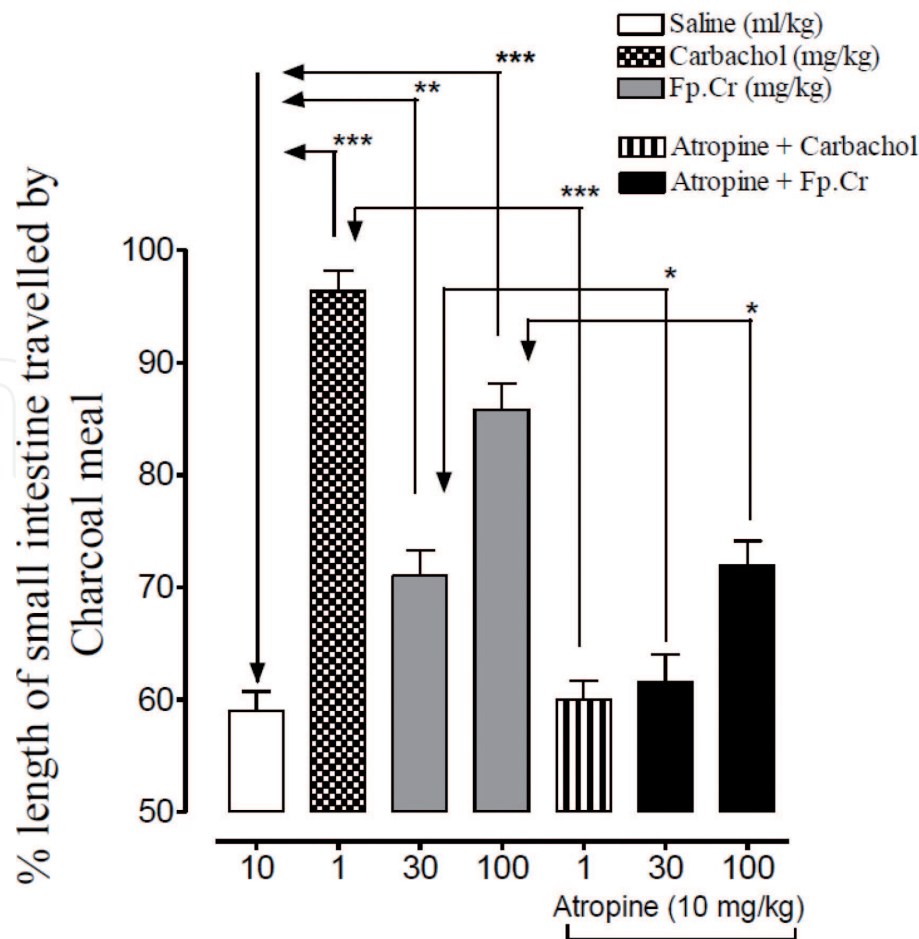 Saline (ml/kg)
Carbachol (mg/kg)
Fp.Cr (mg/kg)
Atropine + Carbachol
Atropine + Fp.Cr
***
**
***
***
*
*
% length of small intestine travelled by
Charcoal meal
100
90
80
70
60
50
10 1 30 100 1 30 100
Atropine (10 mg/kg)